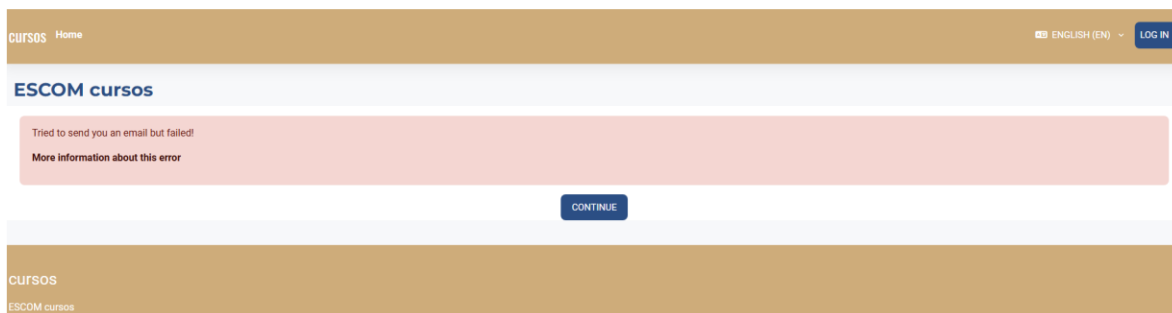 cursos Home ENGLISH (EN) LOG IN
ESCOM cursos
Tried to send you an email but failed!
More information about this error
CONTINUE
cursos
ESCOM cursos